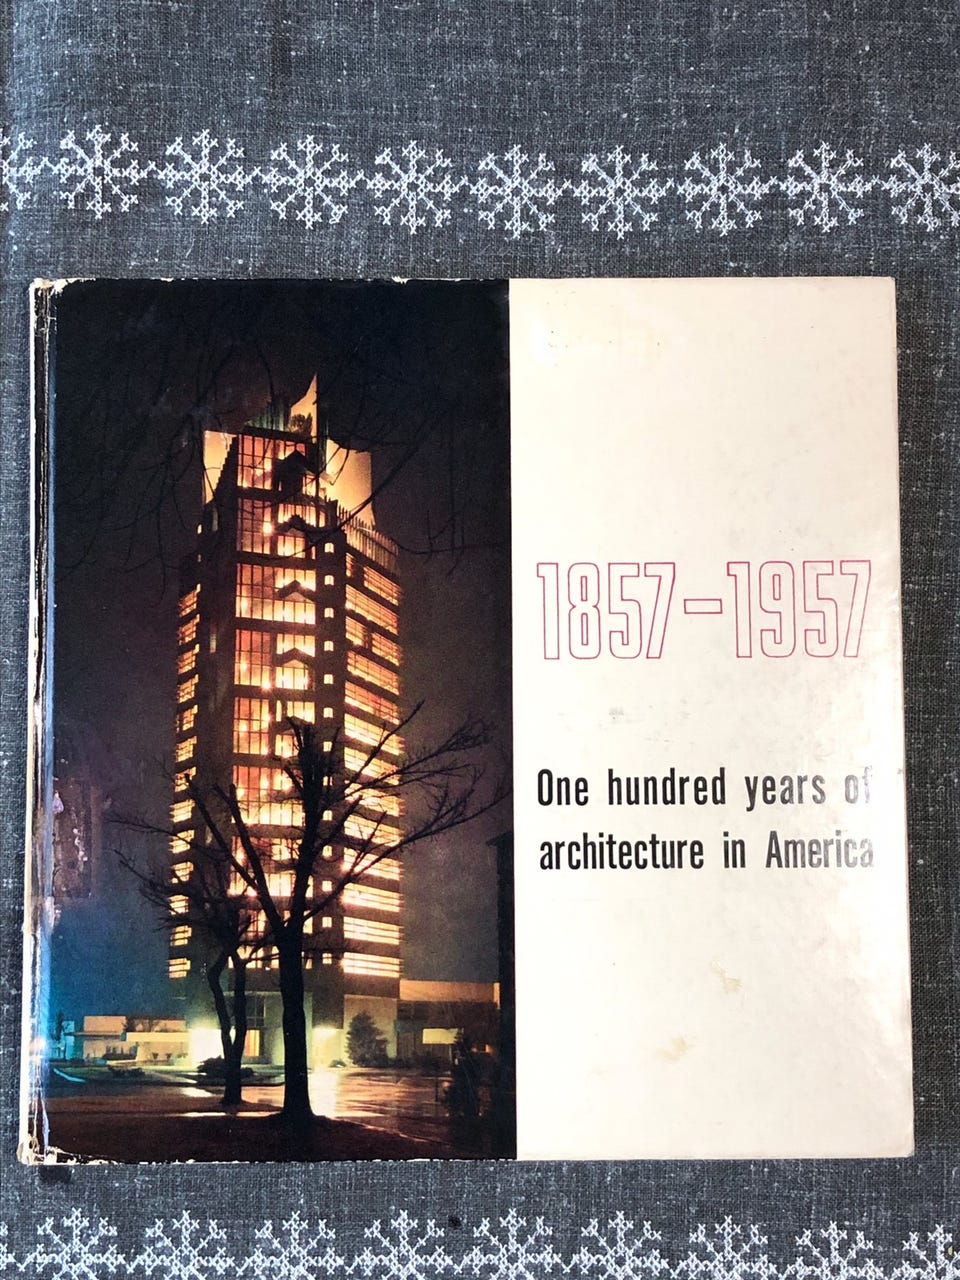 1857-1957
One hundred years of
architecture in America